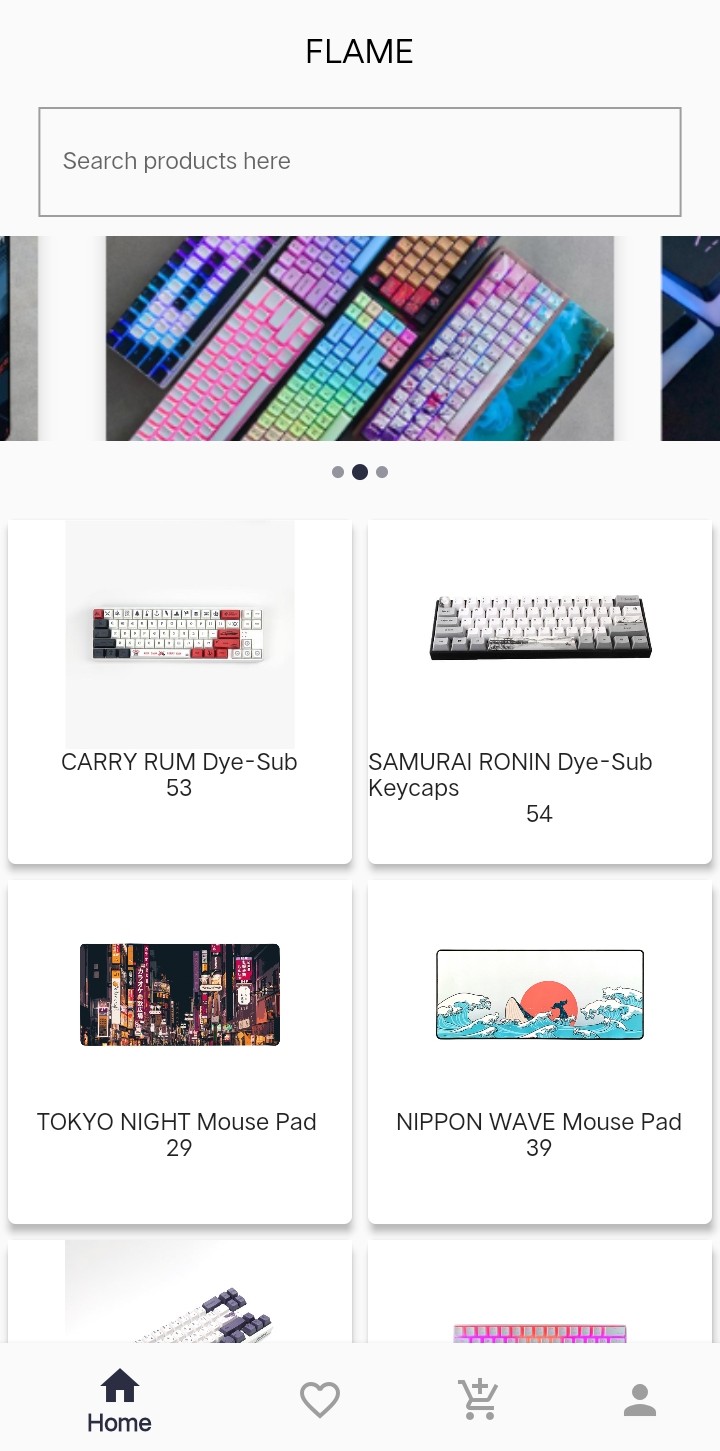 FLAME
Search products here
CARRY RUM Dye-Sub
53
SAMURAI RONIN Dye-Sub
Keycaps
54
TOKYO NIGHT Mouse Pad
29
NIPPON WAVE Mouse Pad
39
Home